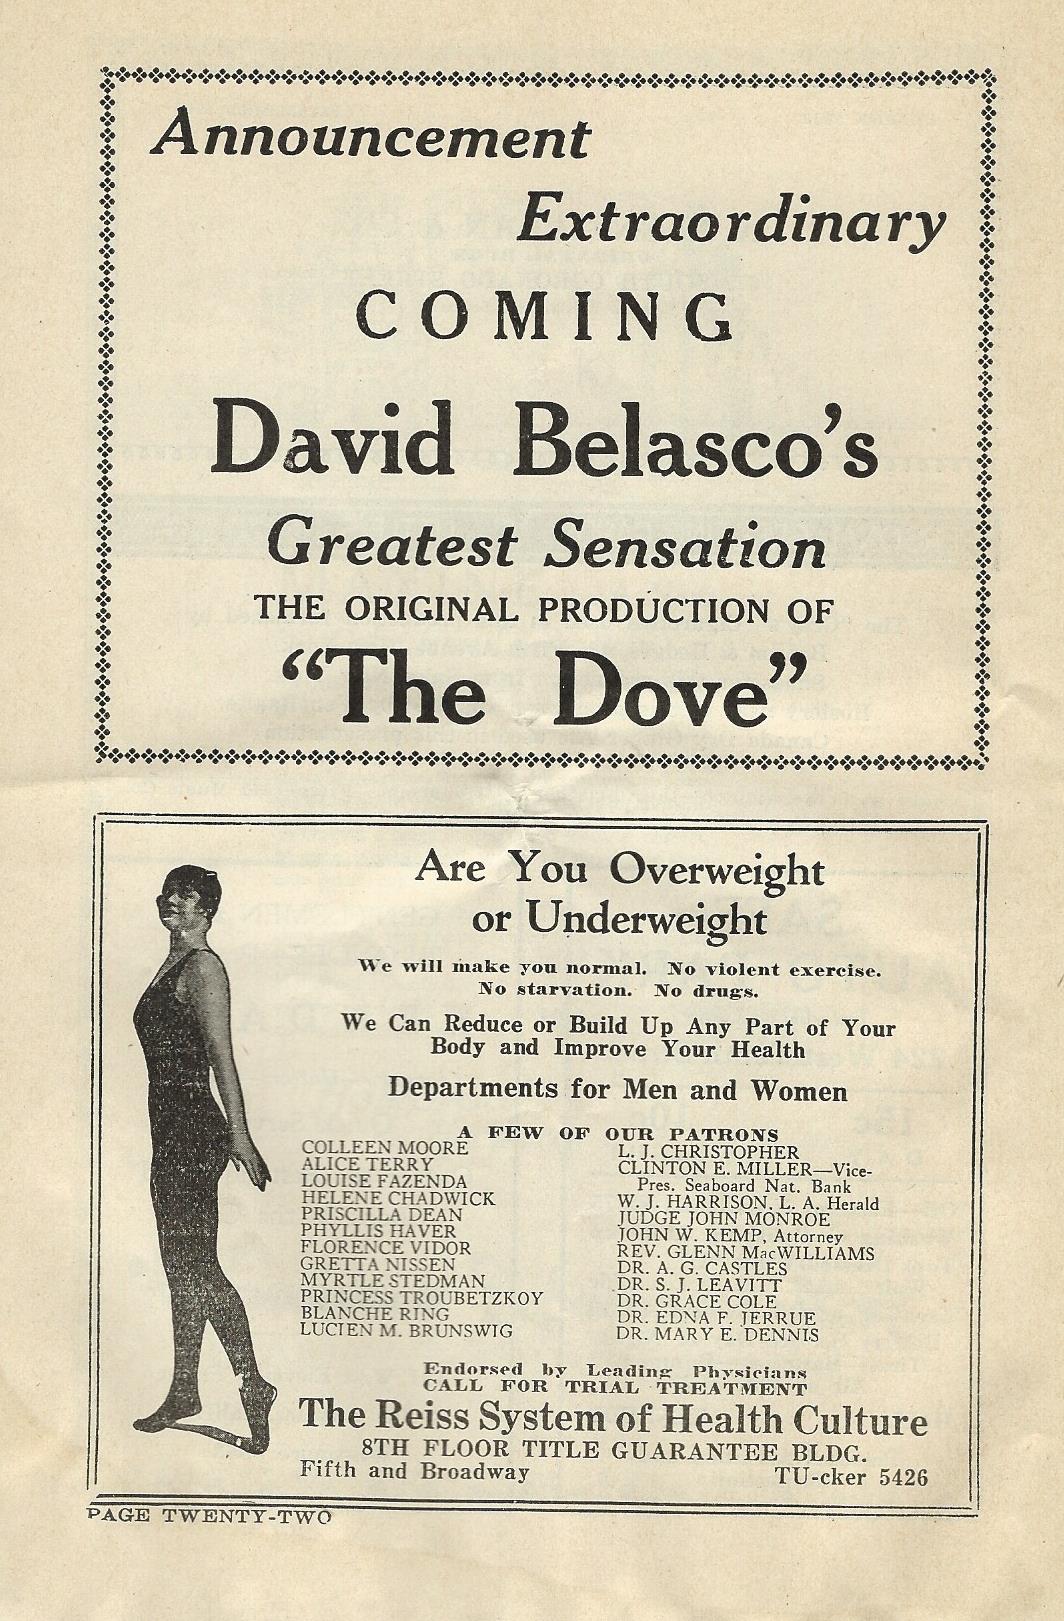 Announcement
Extraordinary
COMING
David Belasco's
Greatest Sensation
THE ORIGINAL PRODUCTION OF
"The Dove"
Are You Overweight
or Underweight
We will make you normal. No violent exercise.
No starvation. No drugs.
We Can Reduce or Build Up Any Part of Your
Body and Improve Your Health
Departments for Men and Women
A FEW OF OUR PATRONS
COLLEEN MOORE
ALICE TERRY
LOUISE FAZENDA
HELENE CHADWICK
PRISCILLA DEAN
PHYLLIS HAVER
FLORENCE VIDOR
GRETTA NISSEN
MYRTLE STEDMAN
PRINCESS TROUBETZKOY
BLANCHE RING
LUCIEN M. BRUNSWIG
L. J. CHRISTOPHER
CLINTON E. MILLER—Vice-
Pres. Seaboard Nat. Bank
W. J. HARRISON, L. A. Herald
JUDGE JOHN MONROE
JOHN W. KEMP, Attorney
REV. GLENN MacWILLIAMS
DR. A. G. CASTLES
DR. S. J. LEAVITT
DR. GRACE COLE
DR. EDNA F. JERRUE
DR. MARY E. DENNIS
Endorsed by Leading Physicians
CALL FOR TRIAL TREATMENT
The Reiss System of Health Culture
8TH FLOOR TITLE GUARANTEE BLDG.
Fifth and Broadway TU-cker 5426
PAGE TWENTY-TWO